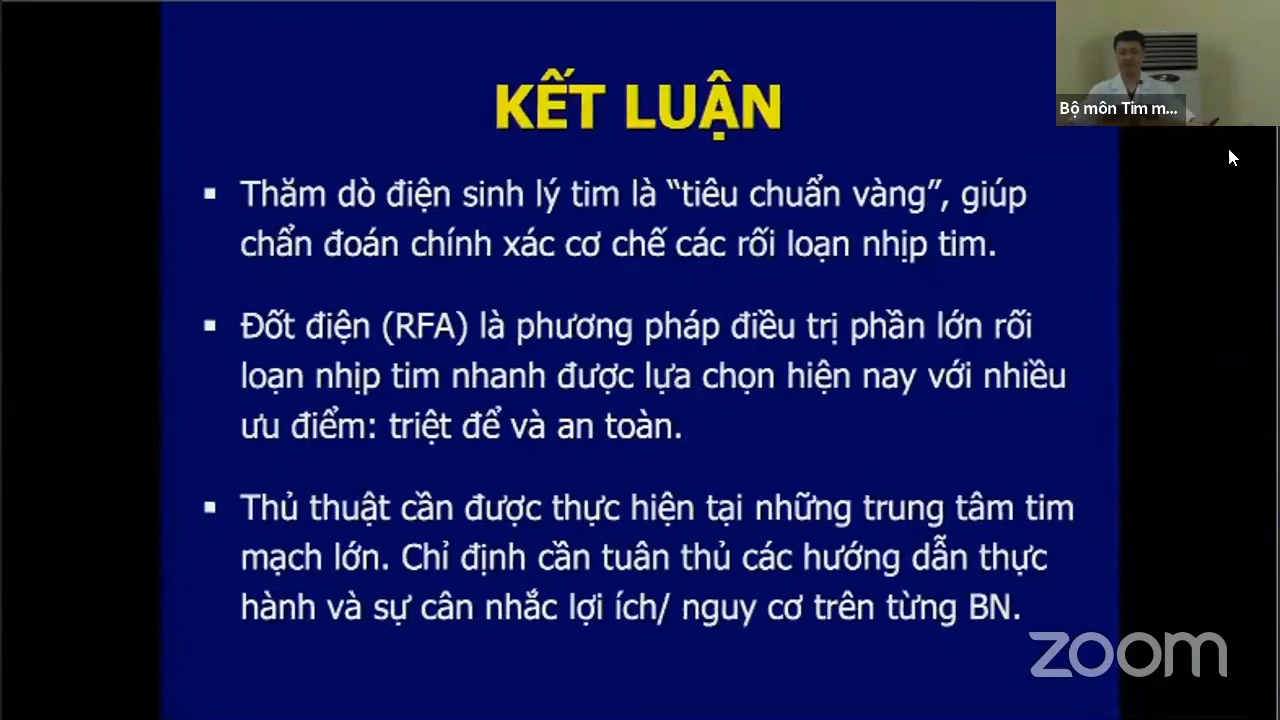 KẾT LUẬN
Bộ môn Tim m...
▪ Thăm dò điện sinh lý tim là “tiêu chuẩn vàng”, giúp
chẩn đoán chính xác cơ chế các rối loạn nhịp tim.
▪ Đốt điện (RFA) là phương pháp điều trị phần lớn rối
loạn nhịp tim nhanh được lựa chọn hiện nay với nhiều
ưu điểm: triệt để và an toàn.
▪ Thủ thuật cần được thực hiện tại những trung tâm tim
mạch lớn. Chỉ định cần tuân thủ các hướng dẫn thực
hành và sự cân nhắc lợi ích/ nguy cơ trên từng BN.
zoom